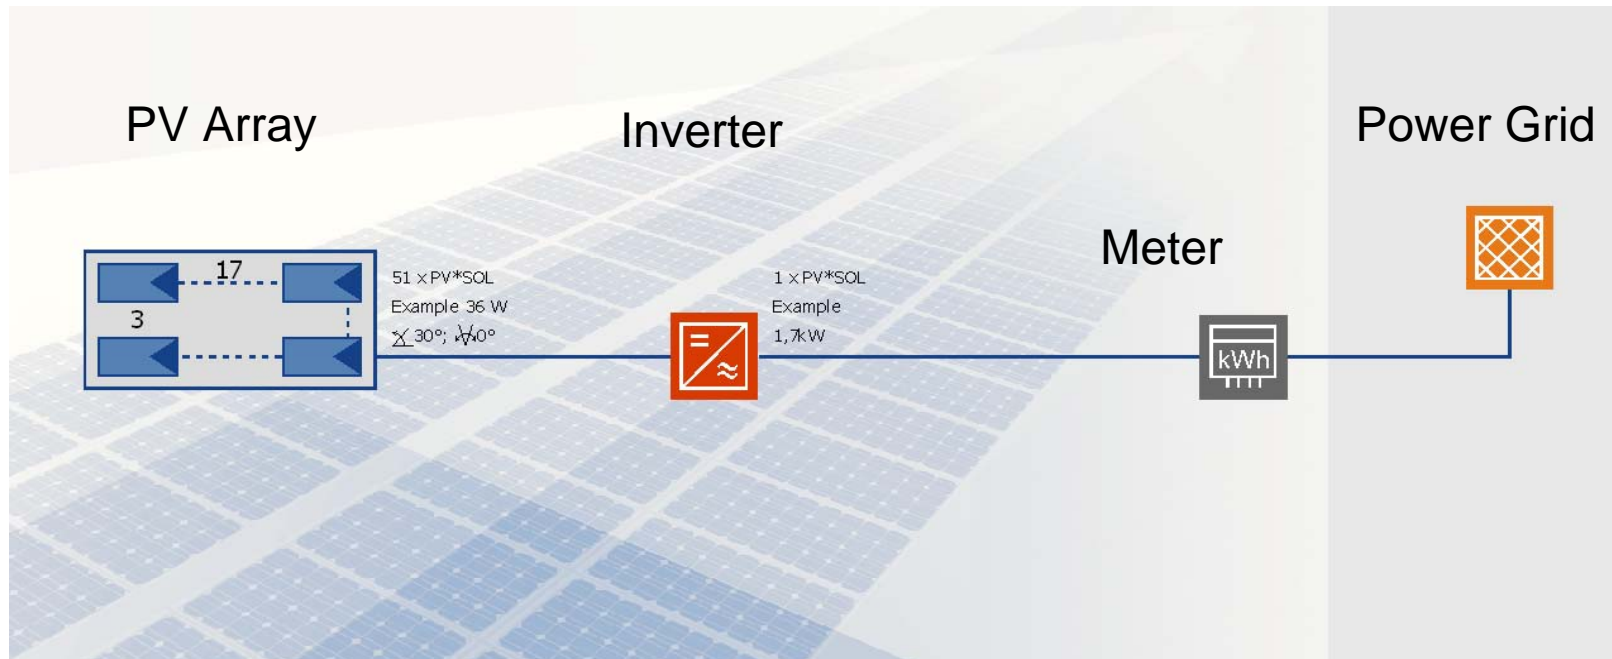 PV Array
Inverter
Power Grid
Meter
17
3
51 x PV*SOL
Example 36 W
30°; 0°
1 x PV*SOL
Example
1,7kW
kWh